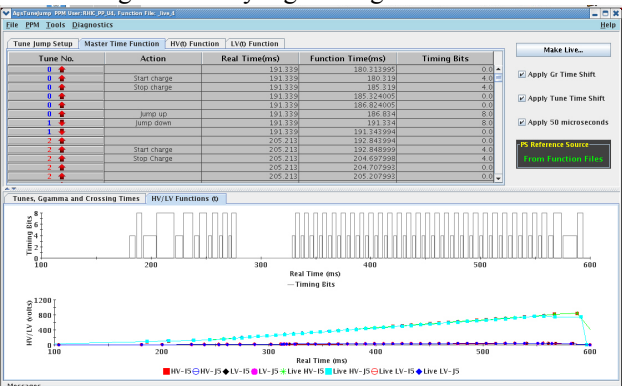 AgsTuneJump PPM User:RHIC_PP_U1, Function File: _live_t
File PPM Tools Diagnostics Help
Tune Jump Setup Master Time Function HV(t) Function LV(t) Function
Tune No. Action Real Time(ms) Function Time(ms) Timing Bits
0 191.339 180.313995 0.0
0 Start charge 191.339 180.319 4.0
0 Stop charge 191.339 185.319 4.0
0 191.339 185.324005 0.0
0 191.339 186.824005 0.0
0 Jump up 191.339 186.834 8.0
1 Jump down 191.339 191.334 8.0
1 191.339 191.343994 0.0
2 205.213 192.843994 0.0
2 Start charge 205.213 192.848999 4.0
2 Stop Charge 205.213 204.697998 4.0
2 205.213 204.707993 0.0
2 205.213 205.207993 0.0
Make Live...
Apply Gr Time Shift
Apply Tune Time Shift
Apply 50 microseconds
PS Reference Source
From Function Files
Tunes, Ggamma and Crossing Times HV/LV Functions (t)
Timing Bits
8
6
4
2
0
100 200 300 400 500 600
Real Time (ms)
Timing Bits
HV/LV (volts)
1200
800
400
0
100 200 300 400 500 600
Real Time (ms)
HV-I5 HV-J5 LV-I5 LV-J5 Live HV-I5 Live HV-J5 Live LV-I5 Live LV-J5
Messages